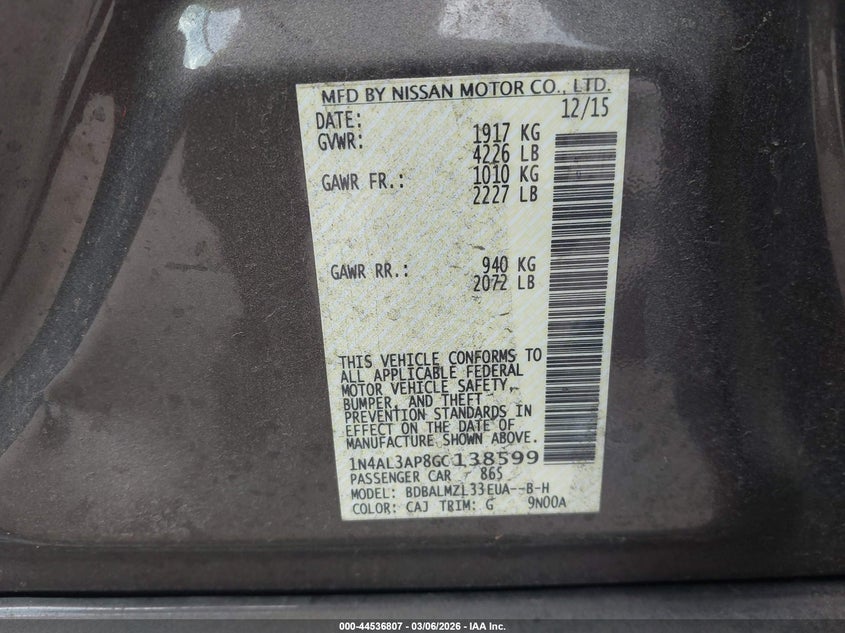 MFD BY NISSAN MOTOR CO., LTD.
DATE: 12/15
GVWR: 1917 KG
4226 LB
GAWR FR.: 1010 KG
2227 LB
GAWR RR.: 940 KG
2072 LB
THIS VEHICLE CONFORMS TO
ALL APPLICABLE FEDERAL
MOTOR VEHICLE SAFETY,
BUMPER, AND THEFT
PREVENTION STANDARDS IN
EFFECT ON THE DATE OF
MANUFACTURE SHOWN ABOVE.
1N4AL3AP8GC138599
PASSENGER CAR 865
MODEL: BDBALMZL33EUA--B-H
COLOR: CAJ TRIM: G 9N00A
000-44536807 - 03/06/2026 - IAA Inc.